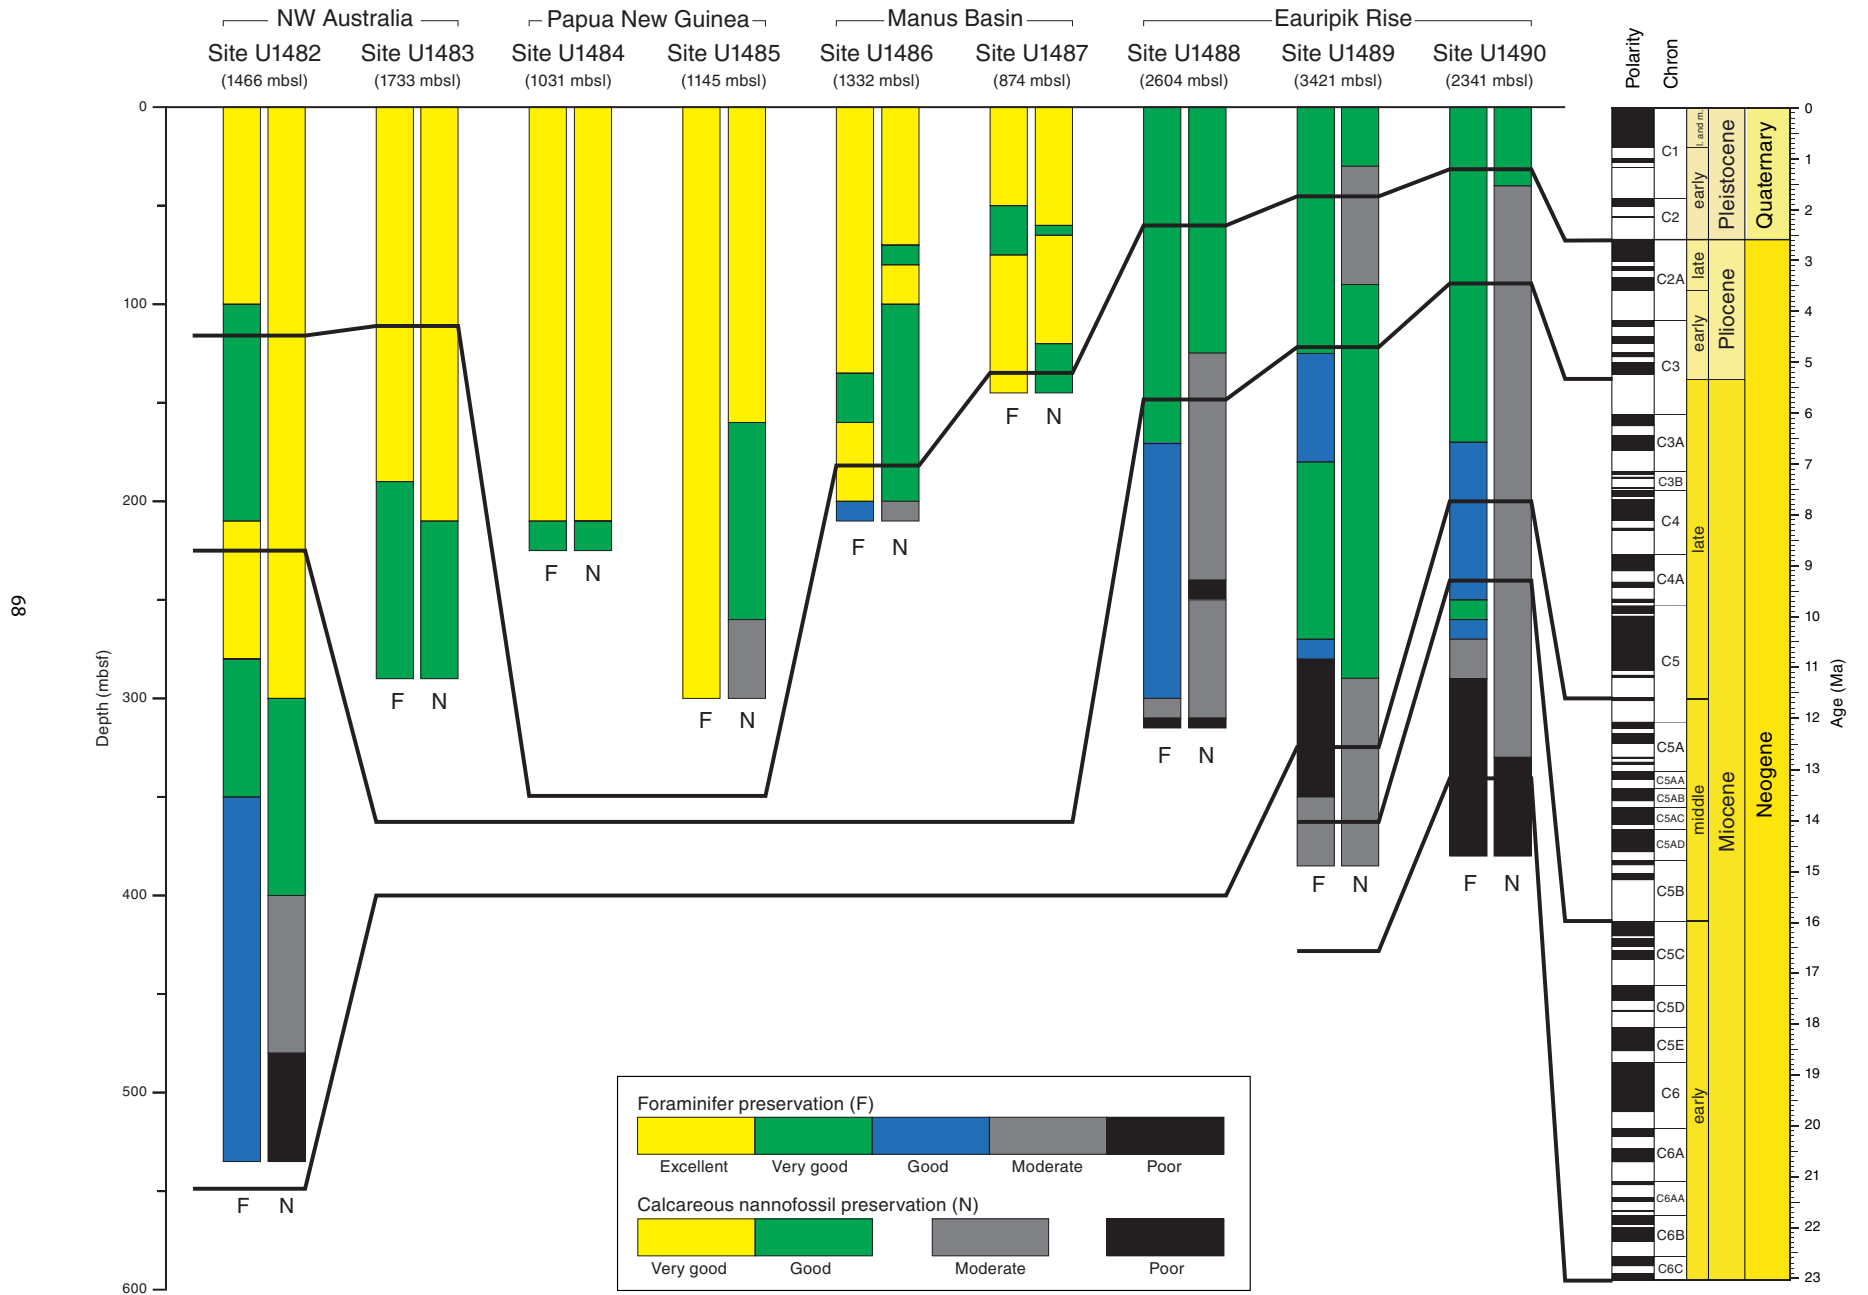 NW Australia Papua New Guinea Manus Basin Eauripik Rise
Site U1482 Site U1483 Site U1484 Site U1485 Site U1486 Site U1487 Site U1488 Site U1489 Site U1490
(1466 mbsl) (1733 mbsl) (1031 mbsl) (1145 mbsl) (1332 mbsl) (874 mbsl) (2604 mbsl) (3421 mbsl) (2341 mbsl)
Polarity
Chron
0
100
200
300
400
500
600
Depth (mbsf)
68
F N
F N
F N
F N
F N
F N
F N
F N
F N
Foraminifer preservation (F)
Excellent Very good Good Moderate Poor
Calcareous nannofossil preservation (N)
Very good Good Moderate Poor
C1
C2
C2A
C3
C3A
C3B
C4
C4A
C5
C5A
C5AA
C5AB
C5AC
C5AD
C5B
C5C
C5D
C5E
C6
C6A
C6AA
C6B
C6C
l. and m.
early
late
early
late
middle
early
Pleistocene
Pliocene
Miocene
Quaternary
Neogene
0
1
2
3
4
5
6
7
8
9
10
11
12
13
14
15
16
17
18
19
20
21
22
23
Age (Ma)